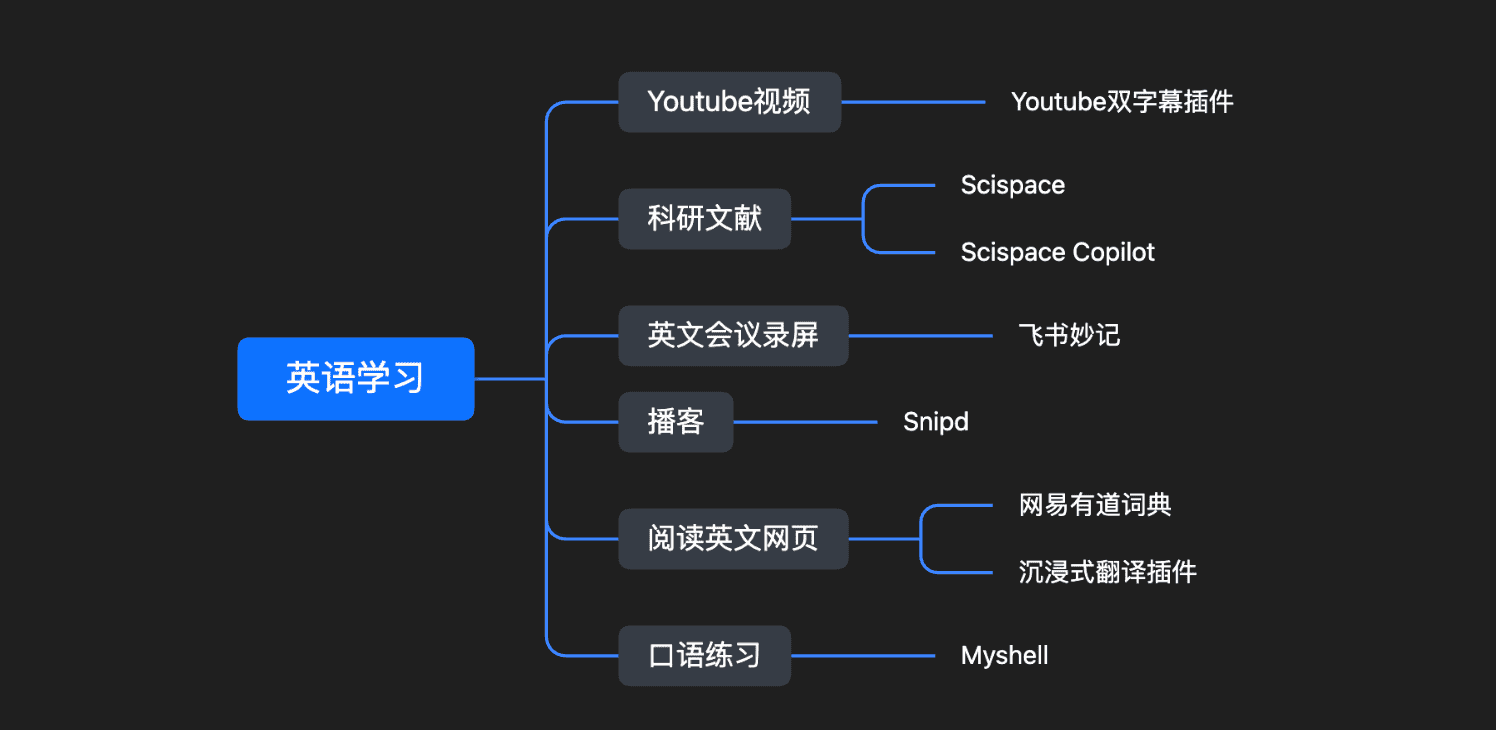 英语学习
Youtube视频
Youtube双字幕插件
科研文献
Scispace
Scispace Copilot
英文会议录屏
飞书妙记
播客
Snipd
阅读英文网页
网易有道词典
沉浸式翻译插件
口语练习
Myshell